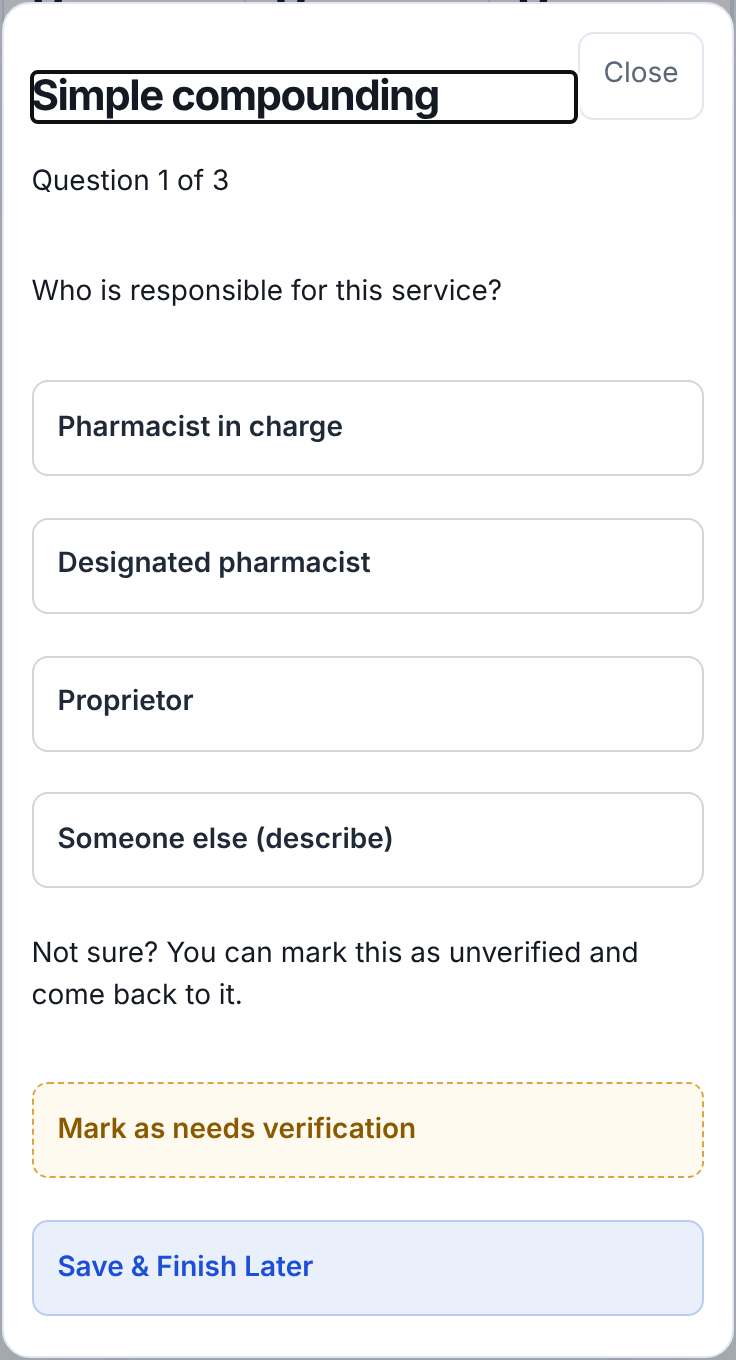 Simple compounding
Close
Question 1 of 3
Who is responsible for this service?
Pharmacist in charge
Designated pharmacist
Proprietor
Someone else (describe)
Not sure? You can mark this as unverified and
come back to it.
Mark as needs verification
Save & Finish Later